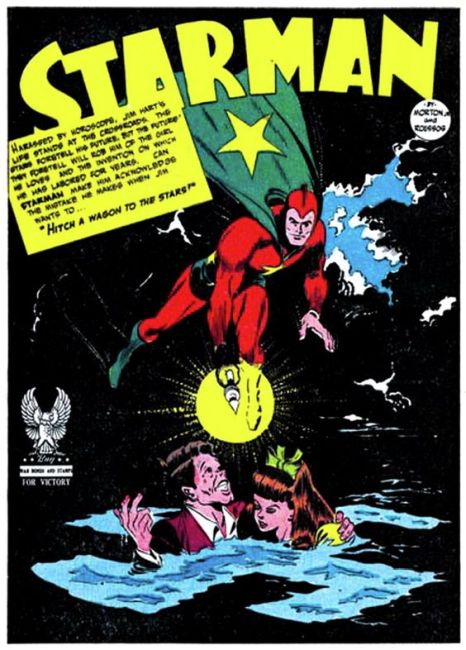 STARMAN
HARASSED BY HOROSCOPE, JIM HART'S
LIFE STANDS AT THE CROSSROADS. THE
STARS FORETELL HIS FUTURE, BUT THE FUTURE
THEY FORETELL WILL ROB HIM OF THE GIRL
HE LOVES AND THE INVENTION ON WHICH
HE HAS LABORED FOR YEARS. CAN
STARMAN MAKE HIM ACKNOWLEDGE
THE MISTAKE HE MAKES WHEN JIM
WANTS TO...
"HITCH A WAGON TO THE STARS!"
BY
MORTON, JR
AND
ROUSSOS
Buy
WAR BONDS AND STAMPS
FOR VICTORY